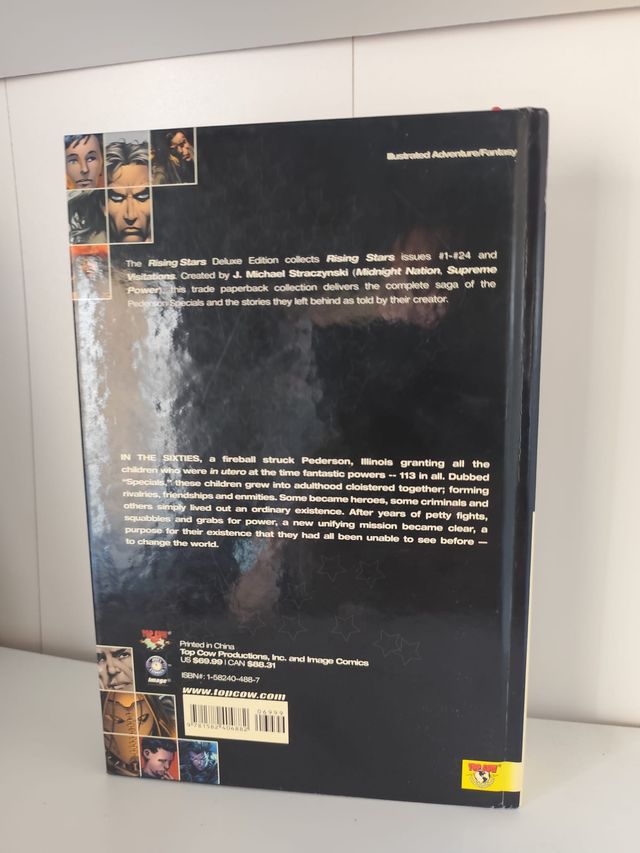 Illustrated Adventure/Fantasy
The Rising Stars Deluxe Edition collects Rising Stars issues #1-#24 and
Visitations. Created by J. Michael Straczynski (Midnight Nation, Supreme
Power), this trade paperback collection delivers the complete saga of the
Pederson Specials and the stories they left behind as told by their creator.
IN THE SIXTIES, a fireball struck Pederson, Illinois granting all the
children who were in utero at the time fantastic powers -- 113 in all. Dubbed
"Specials," these children grew into adulthood cloistered together; forming
rivalries, friendships and enmities. Some became heroes, some criminals and
others simply lived out an ordinary existence. After years of petty fights,
squabbles and grabs for power, a new unifying mission became clear, a
purpose for their existence that they had all been unable to see before —
to change the world.
TOP COW
Printed in China
Top Cow Productions, Inc. and Image Comics
US $69.99 | CAN $88.31
image
ISBN#: 1-58240-488-7
www.topcow.com
06999
9781582404882
TOP COW